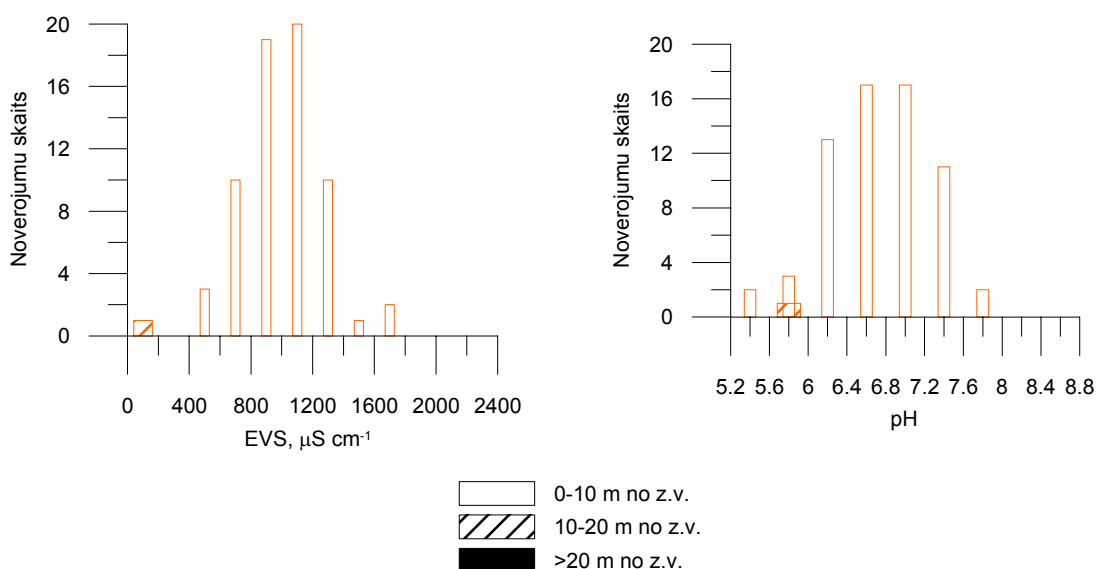 20
16
12
8
4
0
Noverojumu skaits
0 400 800 1200 1600 2000 2400
EVS, μS cm-1
20
16
12
8
4
0
Noverojumu skaits
5.2 5.6 6 6.4 6.8 7.2 7.6 8 8.4 8.8
pH
0-10 m no z.v.
10-20 m no z.v.
>20 m no z.v.